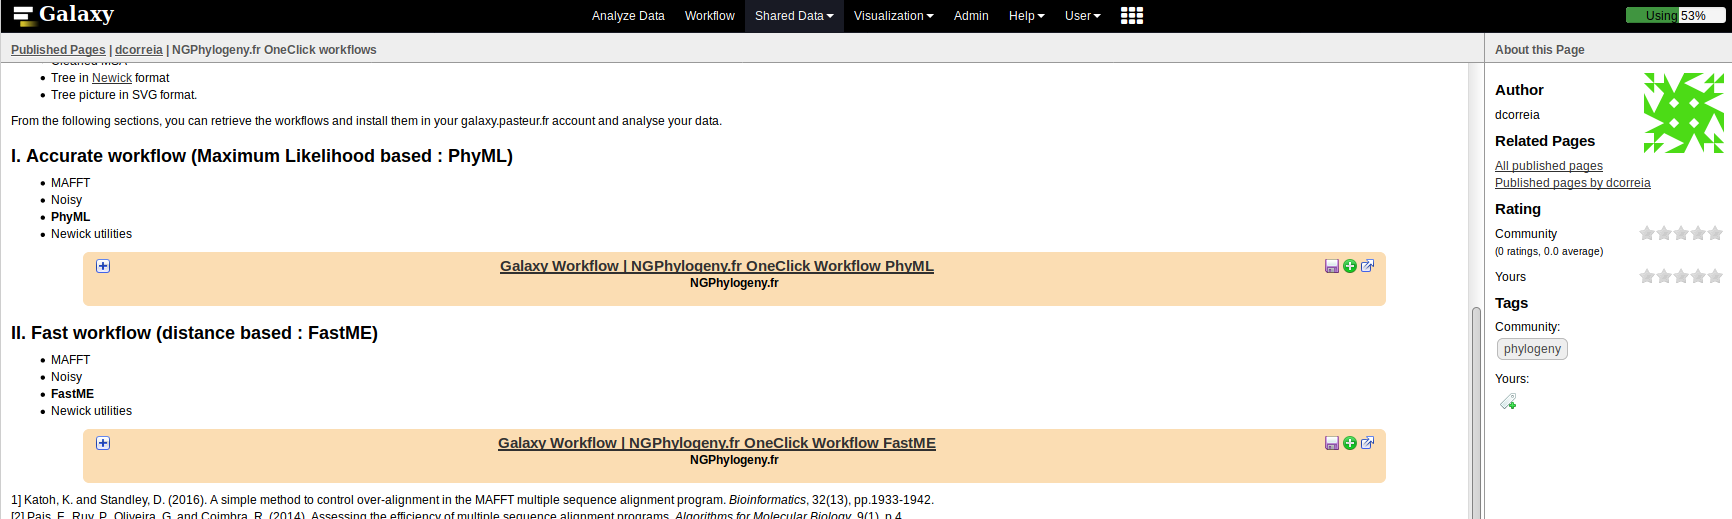 Galaxy
Analyze Data Workflow Shared Data Visualization Admin Help User
Using 53%
Published Pages | dcorreia | NGPhylogeny.fr OneClick workflows
Cleaned MSA
Tree in Newick format
Tree picture in SVG format.
From the following sections, you can retrieve the workflows and install them in your galaxy.pasteur.fr account and analyse your data.
I. Accurate workflow (Maximum Likelihood based : PhyML)
MAFFT
Noisy
PhyML
Newick utilities
Galaxy Workflow | NGPhylogeny.fr OneClick Workflow PhyML
NGPhylogeny.fr
II. Fast workflow (distance based : FastME)
MAFFT
Noisy
FastME
Newick utilities
Galaxy Workflow | NGPhylogeny.fr OneClick Workflow FastME
NGPhylogeny.fr
1] Katoh, K. and Standley, D. (2016). A simple method to control over-alignment in the MAFFT multiple sequence alignment program. Bioinformatics, 32(13), pp.1933-1942.
[2] Pais, F., Ruy, P., Oliveira, G. and Coimbra, R. (2014). Assessing the efficiency of multiple sequence alignment programs. Algorithms for Molecular Biology, 9(1), p.4.
About this Page
Author
dcorreia
Related Pages
All published pages
Published pages by dcorreia
Rating
Community
(0 ratings, 0.0 average)
Yours
Tags
Community:
phylogeny
Yours: